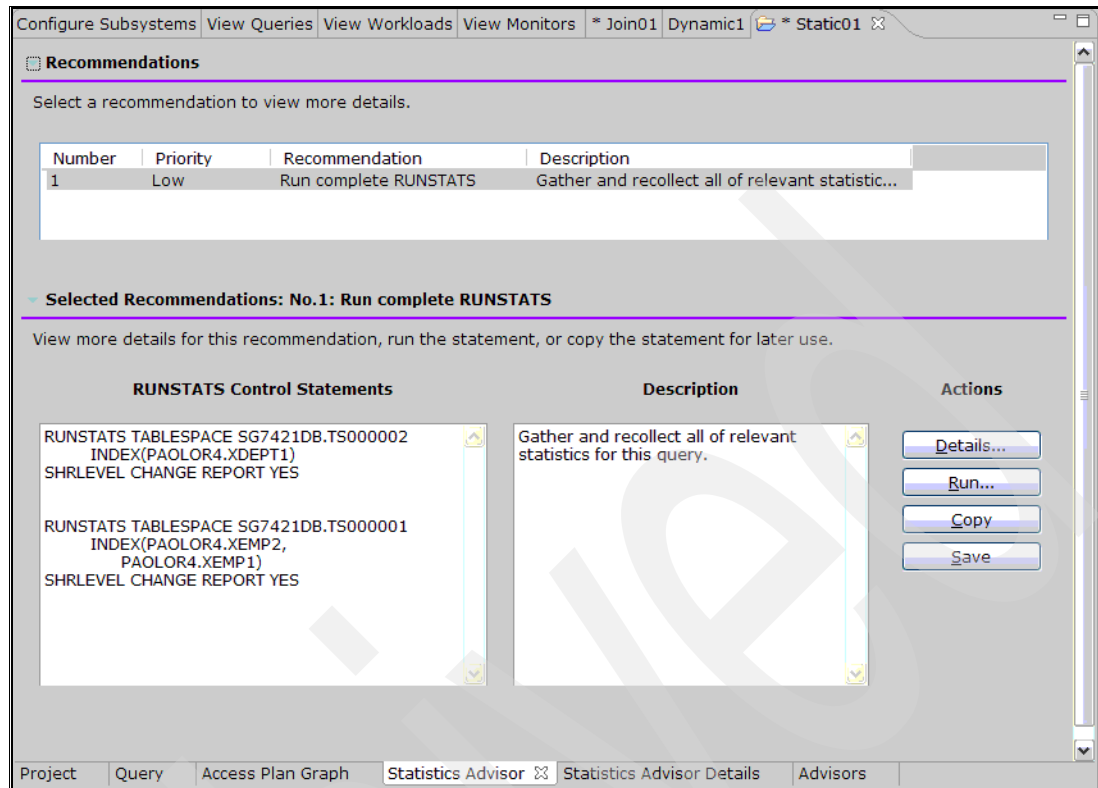 Configure Subsystems View Queries View Workloads View Monitors * Join01 Dynamic1 * Static01
Recommendations
Select a recommendation to view more details.
Number Priority Recommendation Description
1 Low Run complete RUNSTATS Gather and recollect all of relevant statistic...
Selected Recommendations: No.1: Run complete RUNSTATS
View more details for this recommendation, run the statement, or copy the statement for later use.
RUNSTATS Control Statements
RUNSTATS TABLESPACE SG7421DB.TS000002
INDEX(PAOLOR4.XDEPT1)
SHRLEVEL CHANGE REPORT YES
RUNSTATS TABLESPACE SG7421DB.TS000001
INDEX(PAOLOR4.XEMP2,
PAOLOR4.XEMP1)
SHRLEVEL CHANGE REPORT YES
Description
Gather and recollect all of relevant
statistics for this query.
Actions
Details...
Run...
Copy
Save
Project Query Access Plan Graph Statistics Advisor Statistics Advisor Details Advisors